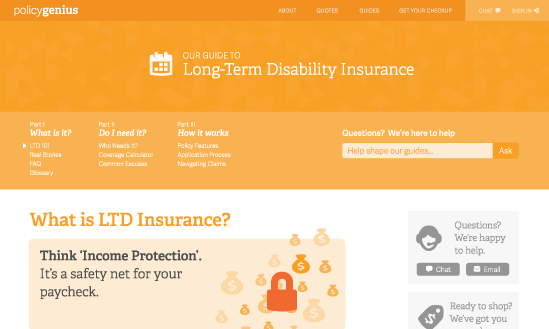 policygenius
ABOUT QUOTES GUIDES GET YOUR CHECKUP CHAT SIGN IN
OUR GUIDE TO
Long-Term Disability Insurance
Part I
What is it?
LTD 101
Real Stories
FAQ
Glossary
Part II
Do I need it?
Who Needs It?
Coverage Calculator
Common Excuses
Part III
How it works
Policy Features
Application Process
Navigating Claims
Questions? We're here to help
Help shape our guides...
Ask
What is LTD Insurance?
Think 'Income Protection'.
It's a safety net for your
paycheck.
Questions?
We're happy
to help.
Chat
Email
Ready to shop?
We've got you